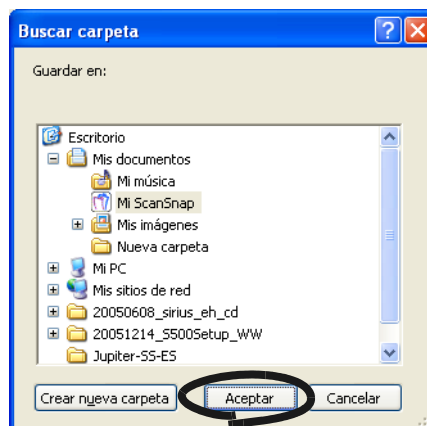 Buscar carpeta
Guardar en:
Escritorio
Mis documentos
Mi música
Mi ScanSnap
Mis imágenes
Nueva carpeta
Mi PC
Mis sitios de red
20050608_sirius_eh_cd
20051214_S500Setup_WW
Jupiter-SS-ES
Crear nueva carpeta Aceptar Cancelar